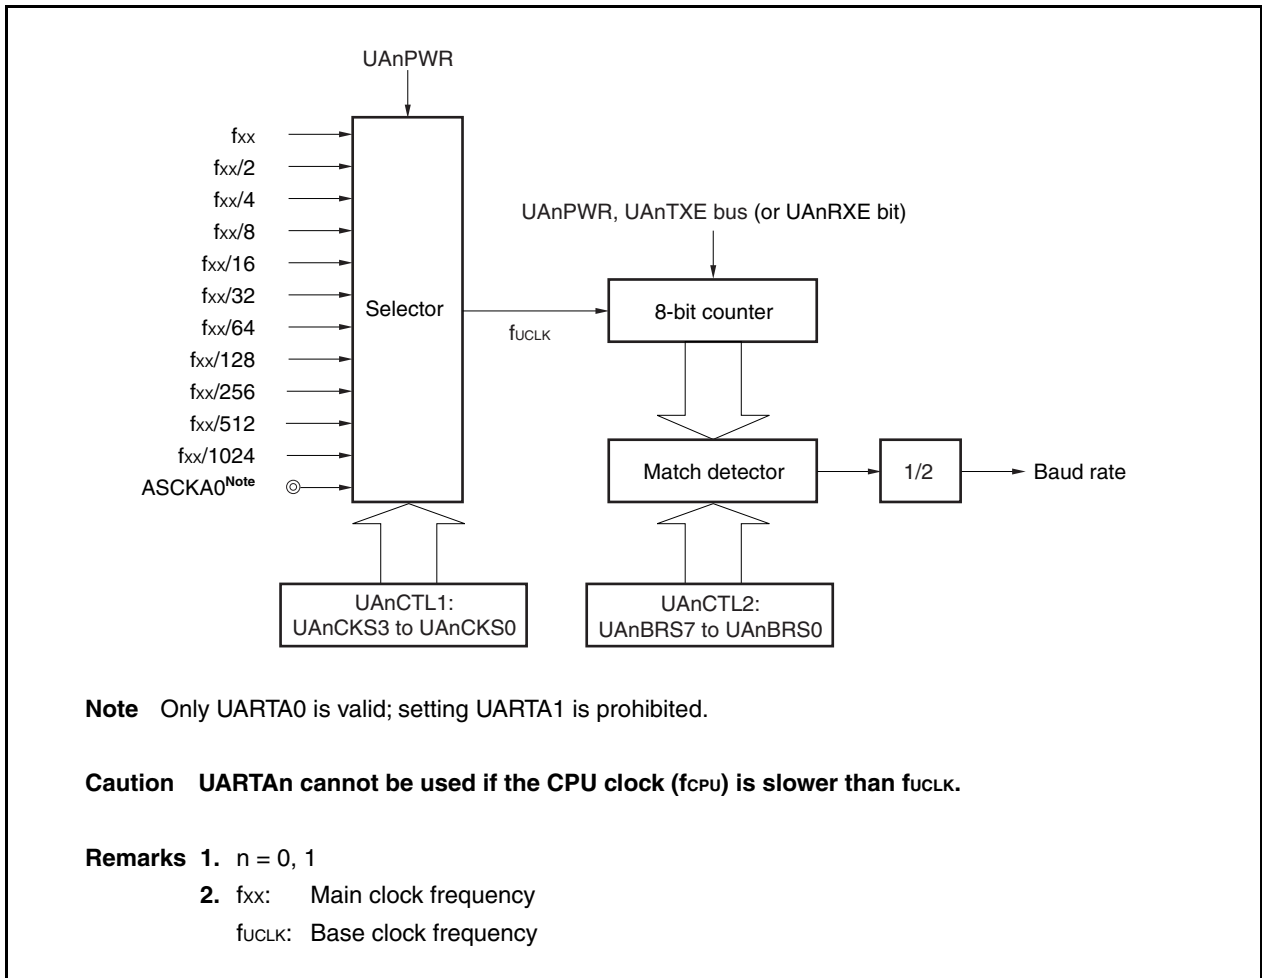 UAnPWR
fxx
fxx/2
fxx/4
fxx/8
fxx/16
fxx/32
fxx/64
fxx/128
fxx/256
fxx/512
fxx/1024
ASCKA0Note
Selector
fUCLK
UAnPWR, UAnTXE bus (or UAnRXE bit)
8-bit counter
Match detector
1/2
Baud rate
UAnCTL1:
UAnCKS3 to UAnCKS0
UAnCTL2:
UAnBRS7 to UAnBRS0
Note Only UARTA0 is valid; setting UARTA1 is prohibited.
Caution UARTAn cannot be used if the CPU clock (fCPU) is slower than fUCLK.
Remarks 1. n = 0, 1
2. fxx: Main clock frequency
fUCLK: Base clock frequency